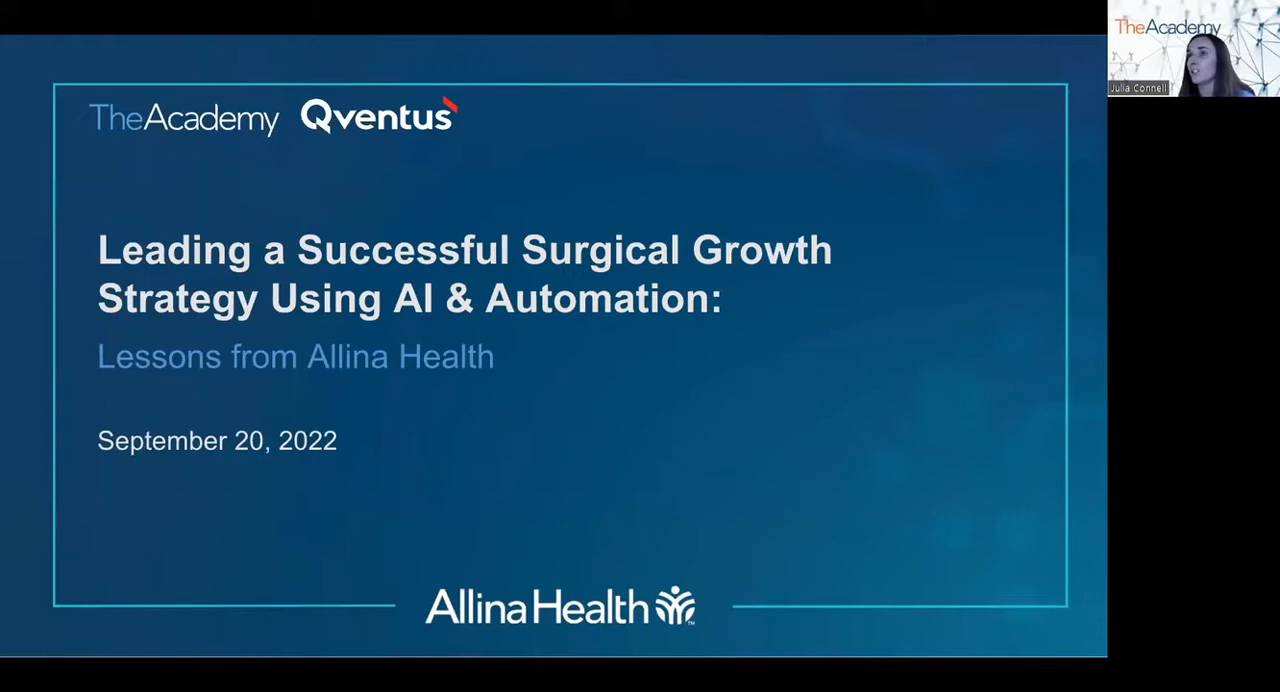 TheAcademy Qventus
Leading a Successful Surgical Growth
Strategy Using AI & Automation:
Lessons from Allina Health
September 20, 2022
Allina Health
TM
TheAcademy
Julia Connell